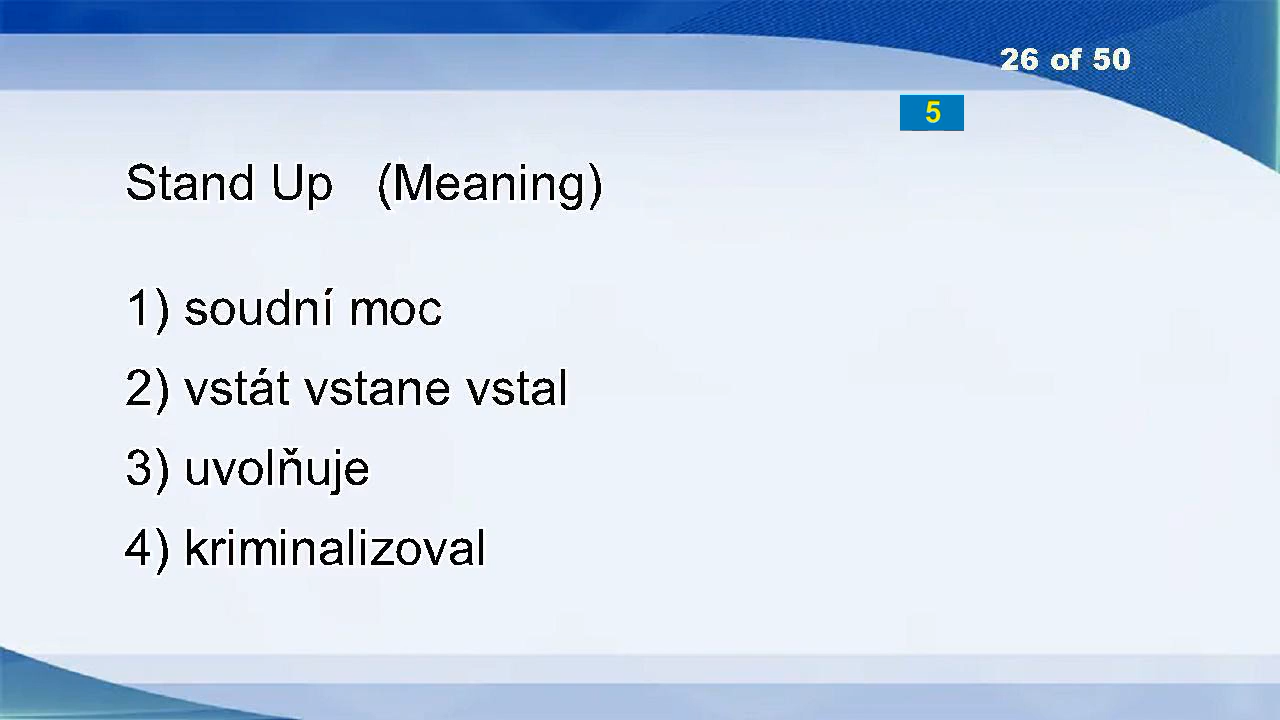 26 of 50
5
Stand Up (Meaning)
1) soudní moc
2) vstát vstane vstal
3) uvolňuje
4) kriminalizoval